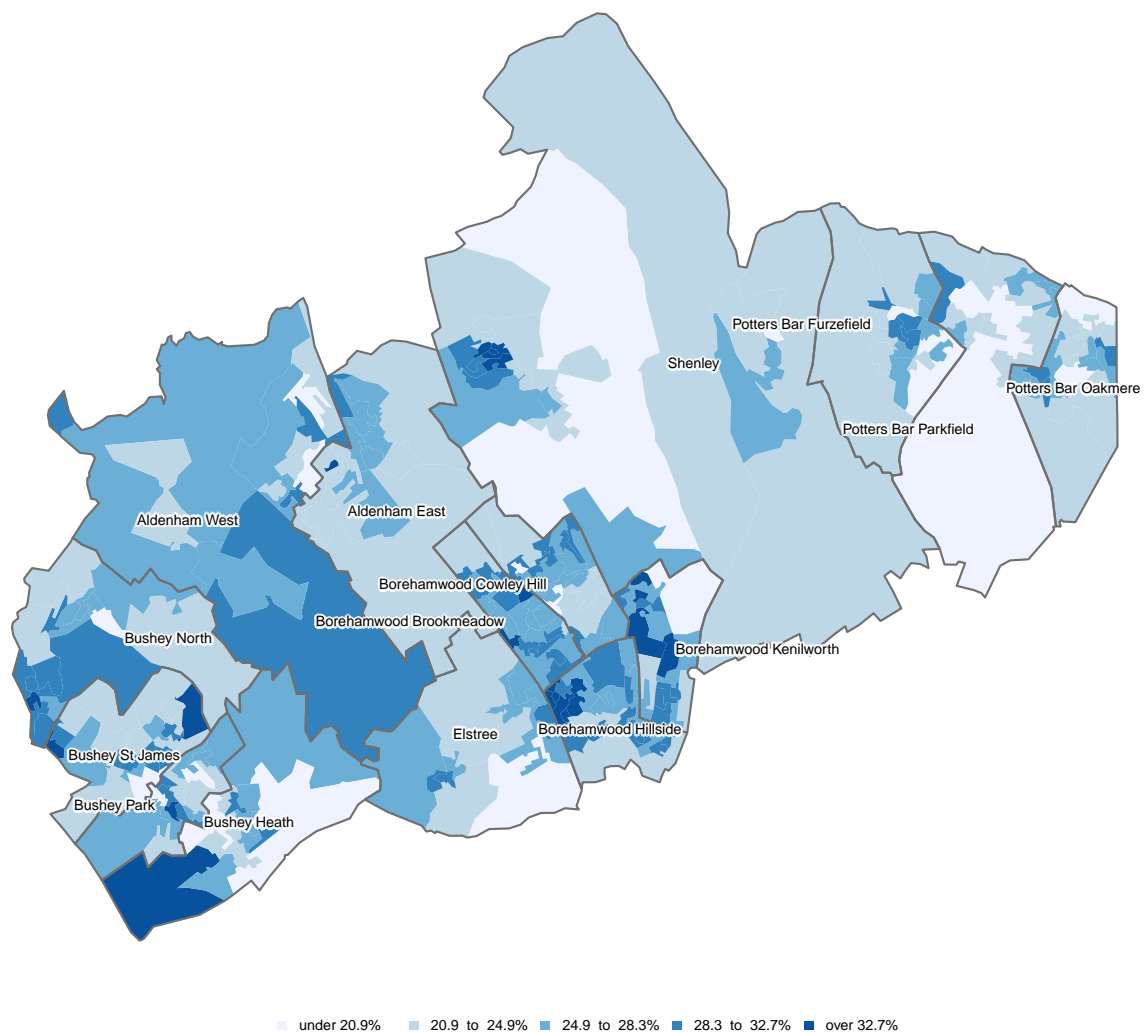 Potters Bar Furzefield
Shenley
Potters Bar Oakmere
Potters Bar Parkfield
Aldenham East
Aldenham West
Borehamwood Cowley Hill
Borehamwood Brookmeadow
Bushey North
Borehamwood Kenilworth
Borehamwood Hillside
Elstree
Bushey St James
Bushey Park
Bushey Heath
under 20.9% 20.9 to 24.9% 24.9 to 28.3% 28.3 to 32.7% over 32.7%